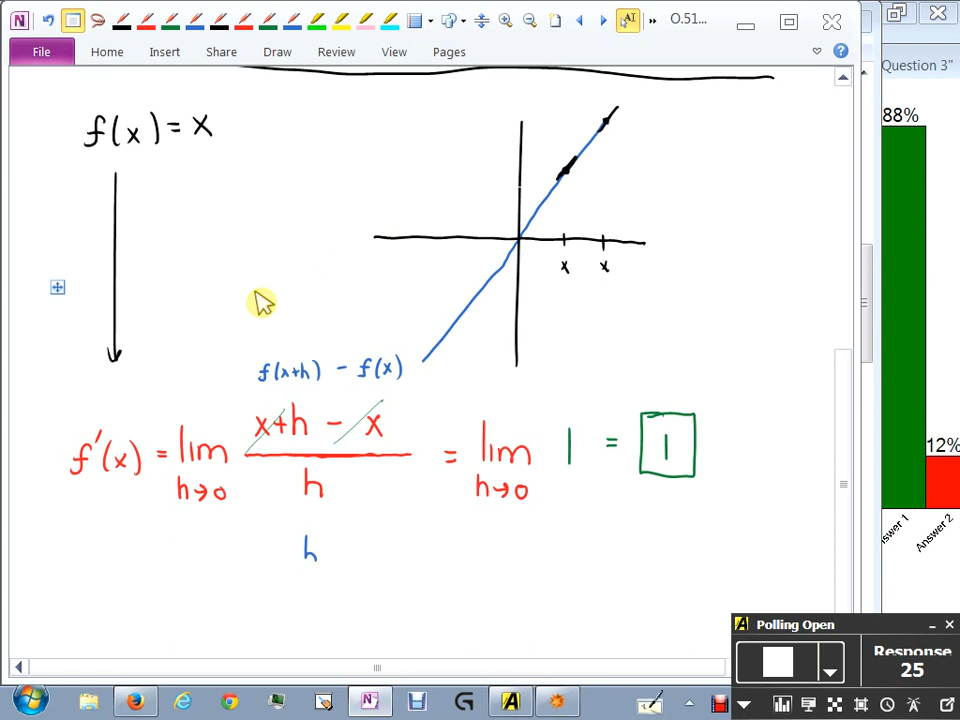 O.51...
File Home Insert Share Draw Review View Pages
Question 3"
f(x) = x
88%
x x
f(x+h) - f(x)
f'(x) = lim h→0 x+h - x / h = lim h→0 1 = 1
h
12%
Answer 1
Answer 2
Polling Open
Response
25